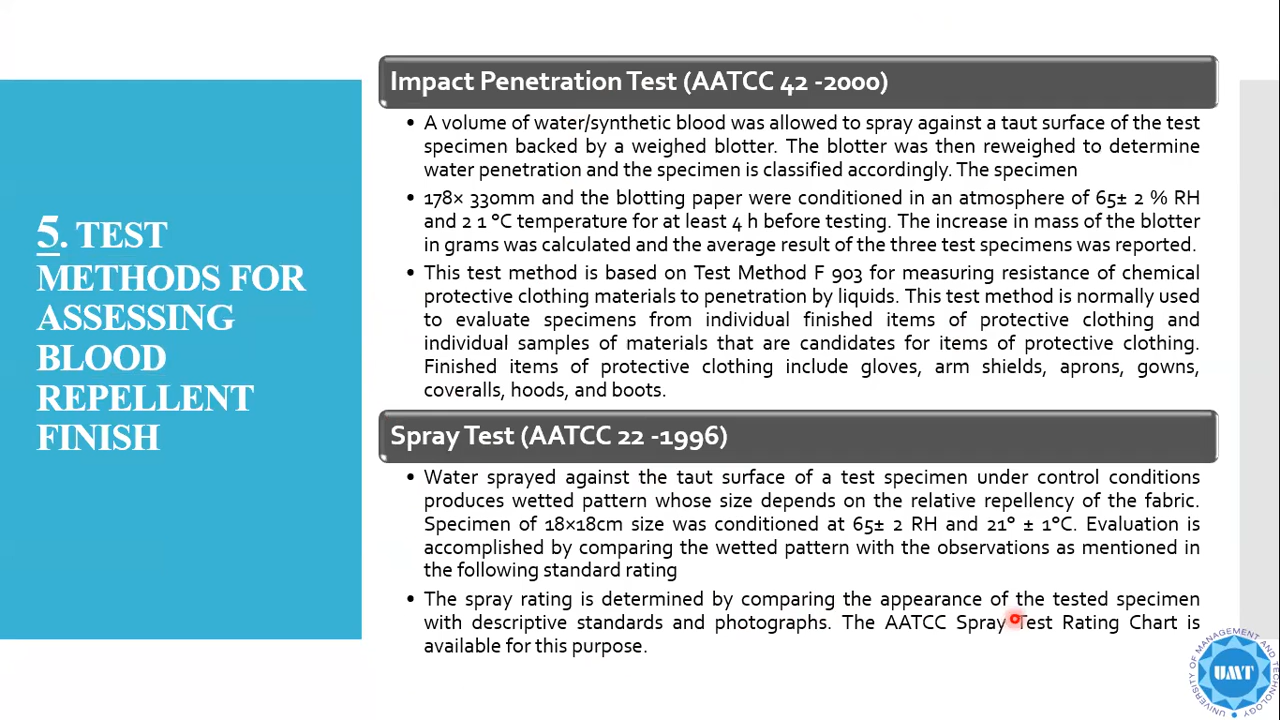 5. TEST
METHODS FOR
ASSESSING
BLOOD
REPELLENT
FINISH
Impact Penetration Test (AATCC 42 -2000)
• A volume of water/synthetic blood was allowed to spray against a taut surface of the test
specimen backed by a weighed blotter. The blotter was then reweighed to determine
water penetration and the specimen is classified accordingly. The specimen
• 178× 330mm and the blotting paper were conditioned in an atmosphere of 65± 2 % RH
and 2 1 °C temperature for at least 4 h before testing. The increase in mass of the blotter
in grams was calculated and the average result of the three test specimens was reported.
• This test method is based on Test Method F 903 for measuring resistance of chemical
protective clothing materials to penetration by liquids. This test method is normally used
to evaluate specimens from individual finished items of protective clothing and
individual samples of materials that are candidates for items of protective clothing.
Finished items of protective clothing include gloves, arm shields, aprons, gowns,
coveralls, hoods, and boots.
Spray Test (AATCC 22 -1996)
• Water sprayed against the taut surface of a test specimen under control conditions
produces wetted pattern whose size depends on the relative repellency of the fabric.
Specimen of 18×18cm size was conditioned at 65± 2 RH and 21° ± 1°C. Evaluation is
accomplished by comparing the wetted pattern with the observations as mentioned in
the following standard rating
• The spray rating is determined by comparing the appearance of the tested specimen
with descriptive standards and photographs. The AATCC Spray Test Rating Chart is
available for this purpose.
UNIVERSITY OF MANAGEMENT AND TECHNOLOGY
UMT